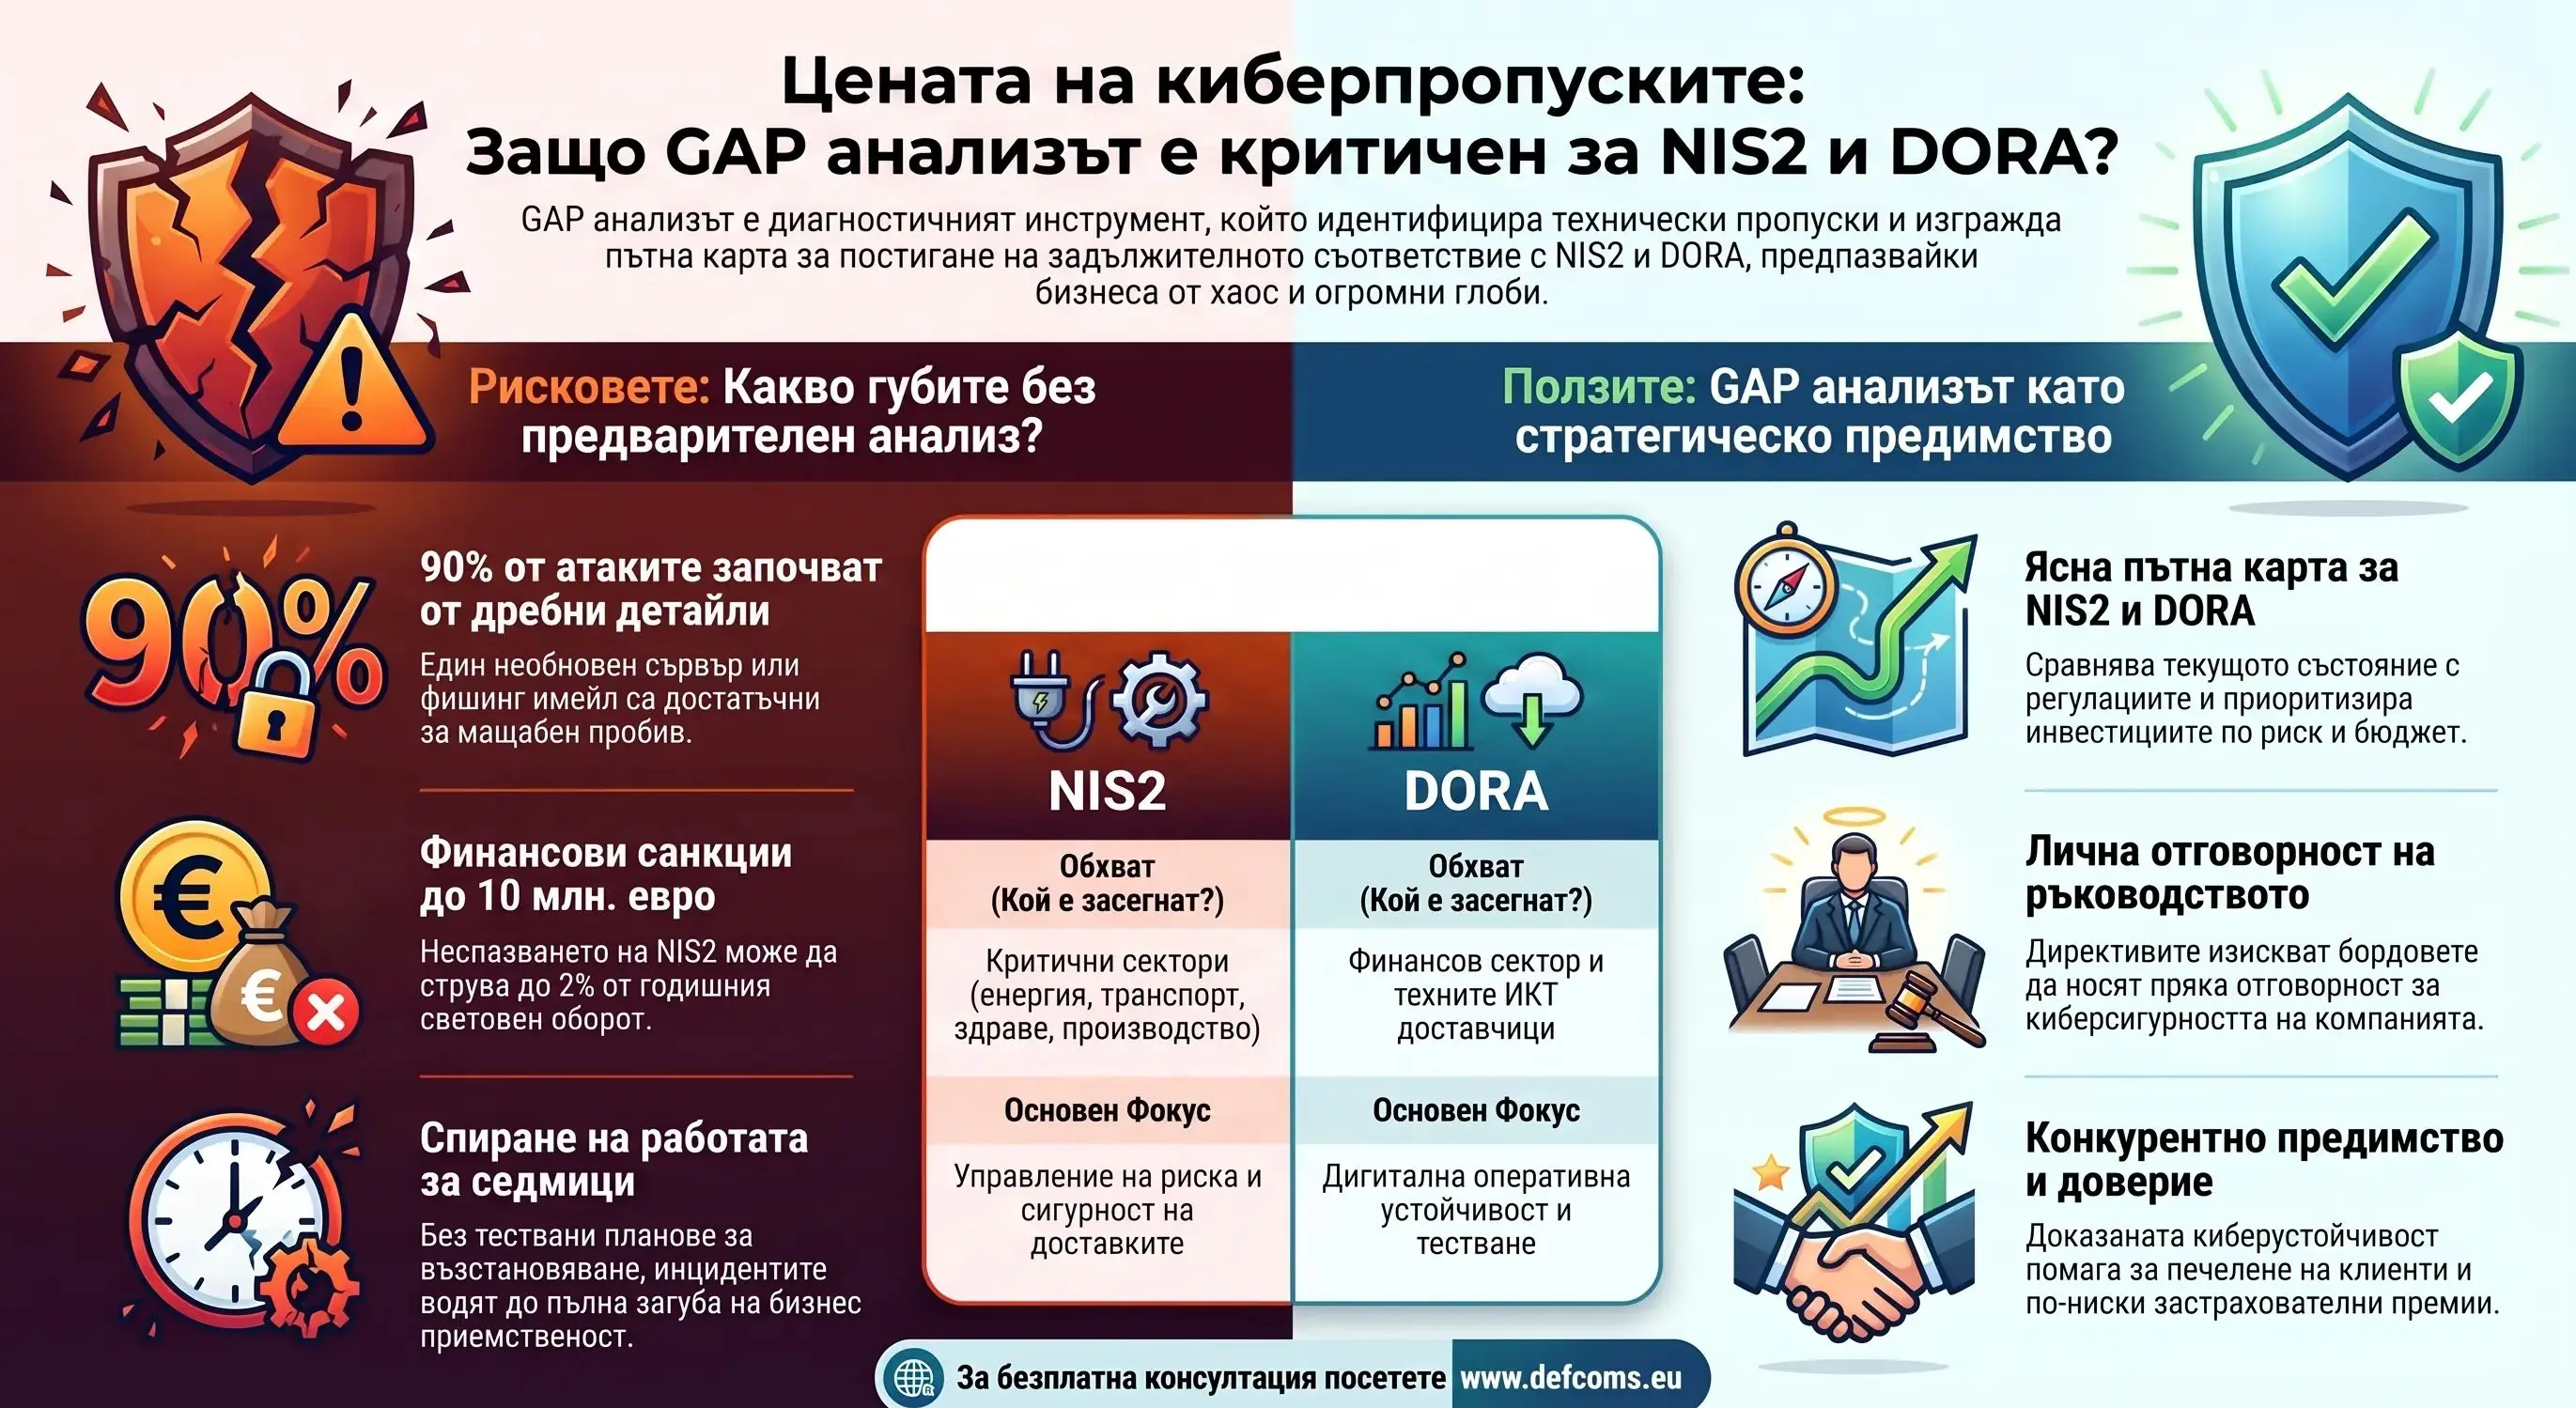 Цената на киберпропуските:
Защо GAP анализът е критичен за NIS2 и DORA?
GAP анализът е диагностичният инструмент, който идентифицира технически пропуски и изгражда
пътна карта за постигане на задължителното съответствие с NIS2 и DORA, предпазвайки
бизнеса от хаос и огромни глоби.
Рисковете: Какво губите без
предварителен анализ?
90%
90% от атаките започват
от дребни детайли
Един необновен сървър или
фишинг имейл са достатъчни
за мащабен пробив.
€
€
Финансови санкции
до 10 млн. евро
Неспазването на NIS2 може да
струва до 2% от годишния
световен оборот.
Спиране на работата
за седмици
Без тествани планове за
възстановяване, инцидентите
водят до пълна загуба на бизнес
приемственост.
NIS2
Обхват
(Кой е засегнат?)
Критични сектори
(енергия, транспорт,
здраве, производство)
Основен Фокус
Управление на риска и
сигурност на
доставките
DORA
Обхват
(Кой е засегнат?)
Финансов сектор и
техните ИКТ
доставчици
Основен Фокус
Дигитална оперативна
устойчивост и
тестване
Ползите: GAP анализът като
стратегическо предимство
Ясна пътна карта за
NIS2 и DORA
Сравнява текущото състояние с
регулациите и приоритизира
инвестициите по риск и бюджет.
Лична отговорност на
ръководството
Директивите изискват бордовете
да носят пряка отговорност за
киберсигурността на компанията.
Конкурентно предимство
и доверие
Доказаната киберустойчивост
помага за печелене на клиенти и
по-ниски застрахователни премии.
За безплатна консултация посетете www.defcoms.eu